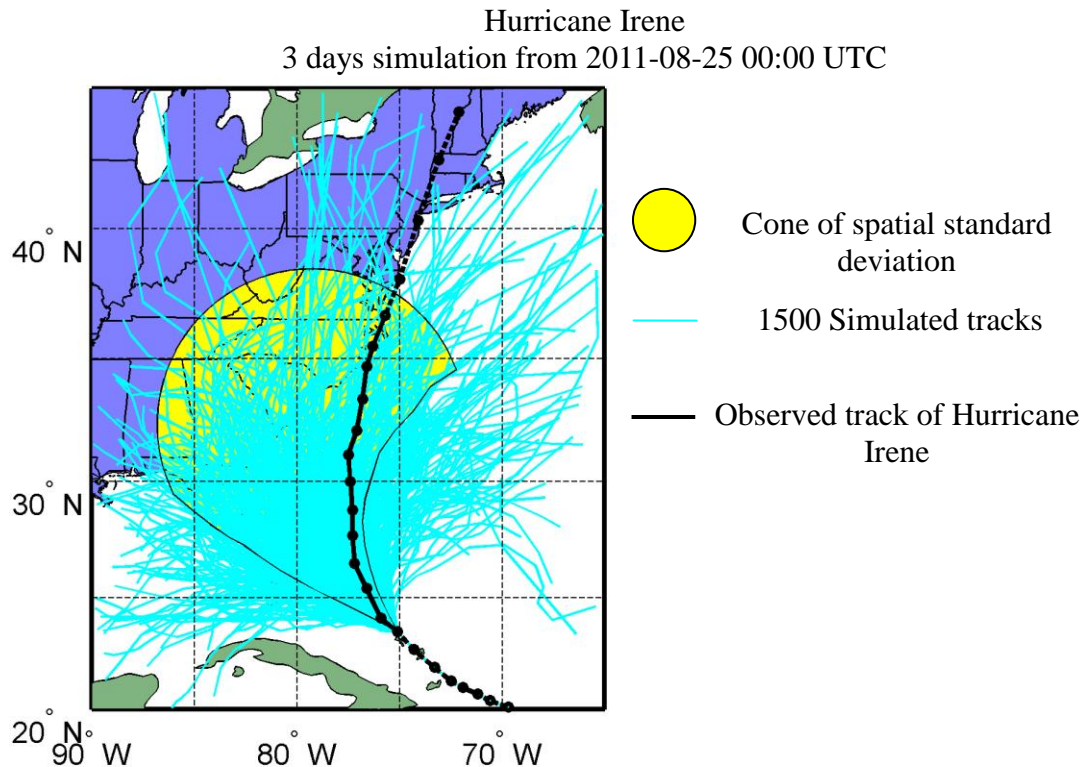 Hurricane Irene
3 days simulation from 2011-08-25 00:00 UTC
40° N
30° N
20° N
90° W
80° W
70° W
Cone of spatial standard
deviation
1500 Simulated tracks
Observed track of Hurricane
Irene